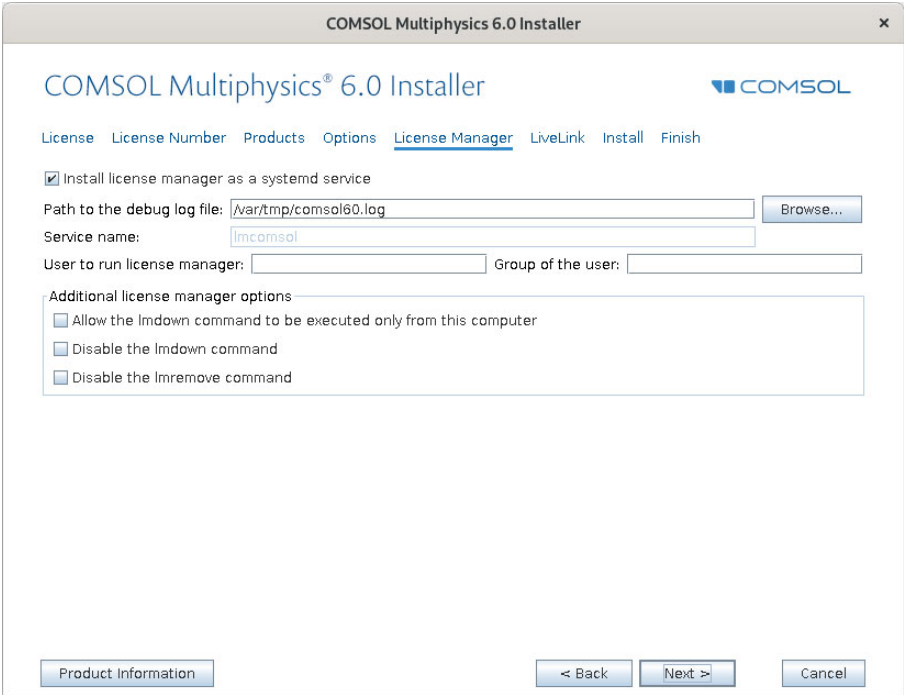 COMSOL Multiphysics 6.0 Installer ×
COMSOL Multiphysics® 6.0 Installer COMSOL
License License Number Products Options License Manager LiveLink Install Finish
Install license manager as a systemd service
Path to the debug log file: /var/tmp/comsol60.log Browse...
Service name: lmcomsol
User to run license manager: Group of the user:
Additional license manager options
Allow the lmdown command to be executed only from this computer
Disable the lmdown command
Disable the lmremove command
Product Information < Back Next > Cancel